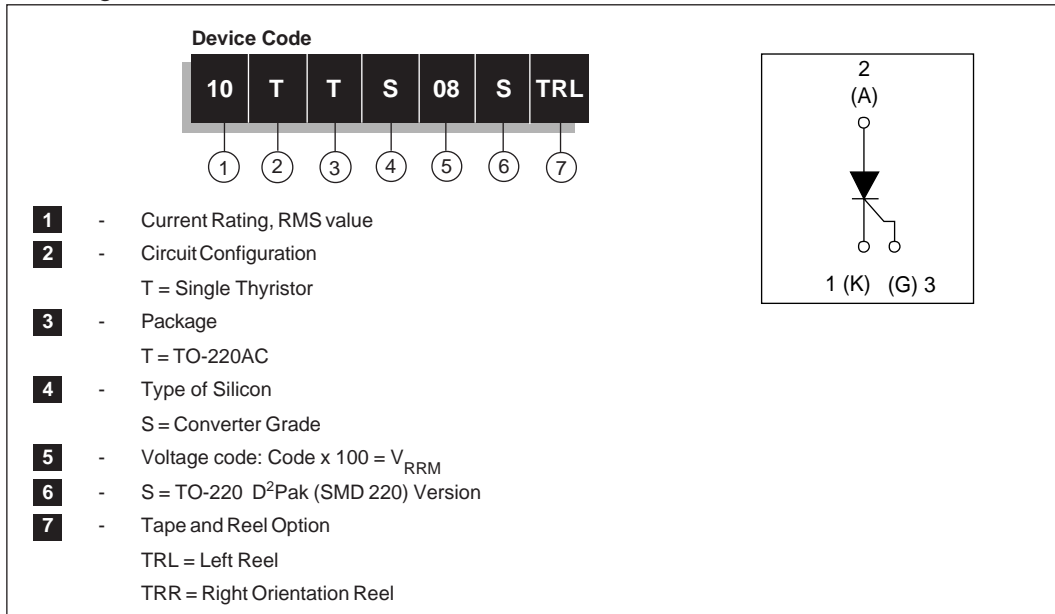 Device Code
10 T T S 08 S TRL
1 2 3 4 5 6 7
1 - Current Rating, RMS value
2 - Circuit Configuration
T = Single Thyristor
3 - Package
T = TO-220AC
4 - Type of Silicon
S = Converter Grade
5 - Voltage code: Code x 100 = VRRM
6 - S = TO-220 D²Pak (SMD 220) Version
7 - Tape and Reel Option
TRL = Left Reel
TRR = Right Orientation Reel
2
(A)
1 (K) (G) 3